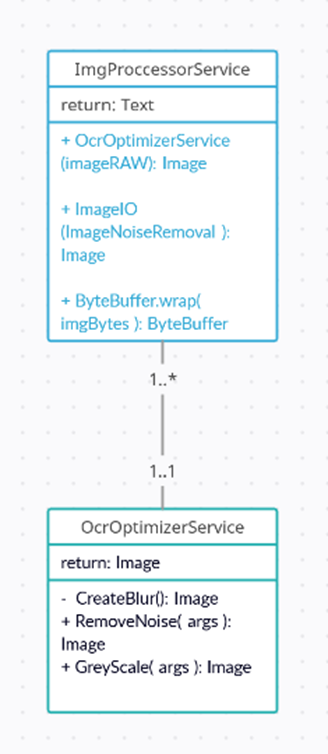 ImgProccessorService
return: Text
+ OcrOptimizerService
(imageRAW): Image
+ ImageIO
(ImageNoiseRemoval ):
Image
+ ByteBuffer.wrap(
imgBytes ): ByteBuffer
1..*
1..1
OcrOptimizerService
return: Image
- CreateBlur(): Image
+ RemoveNoise( args ):
Image
+ GreyScale( args ): Image